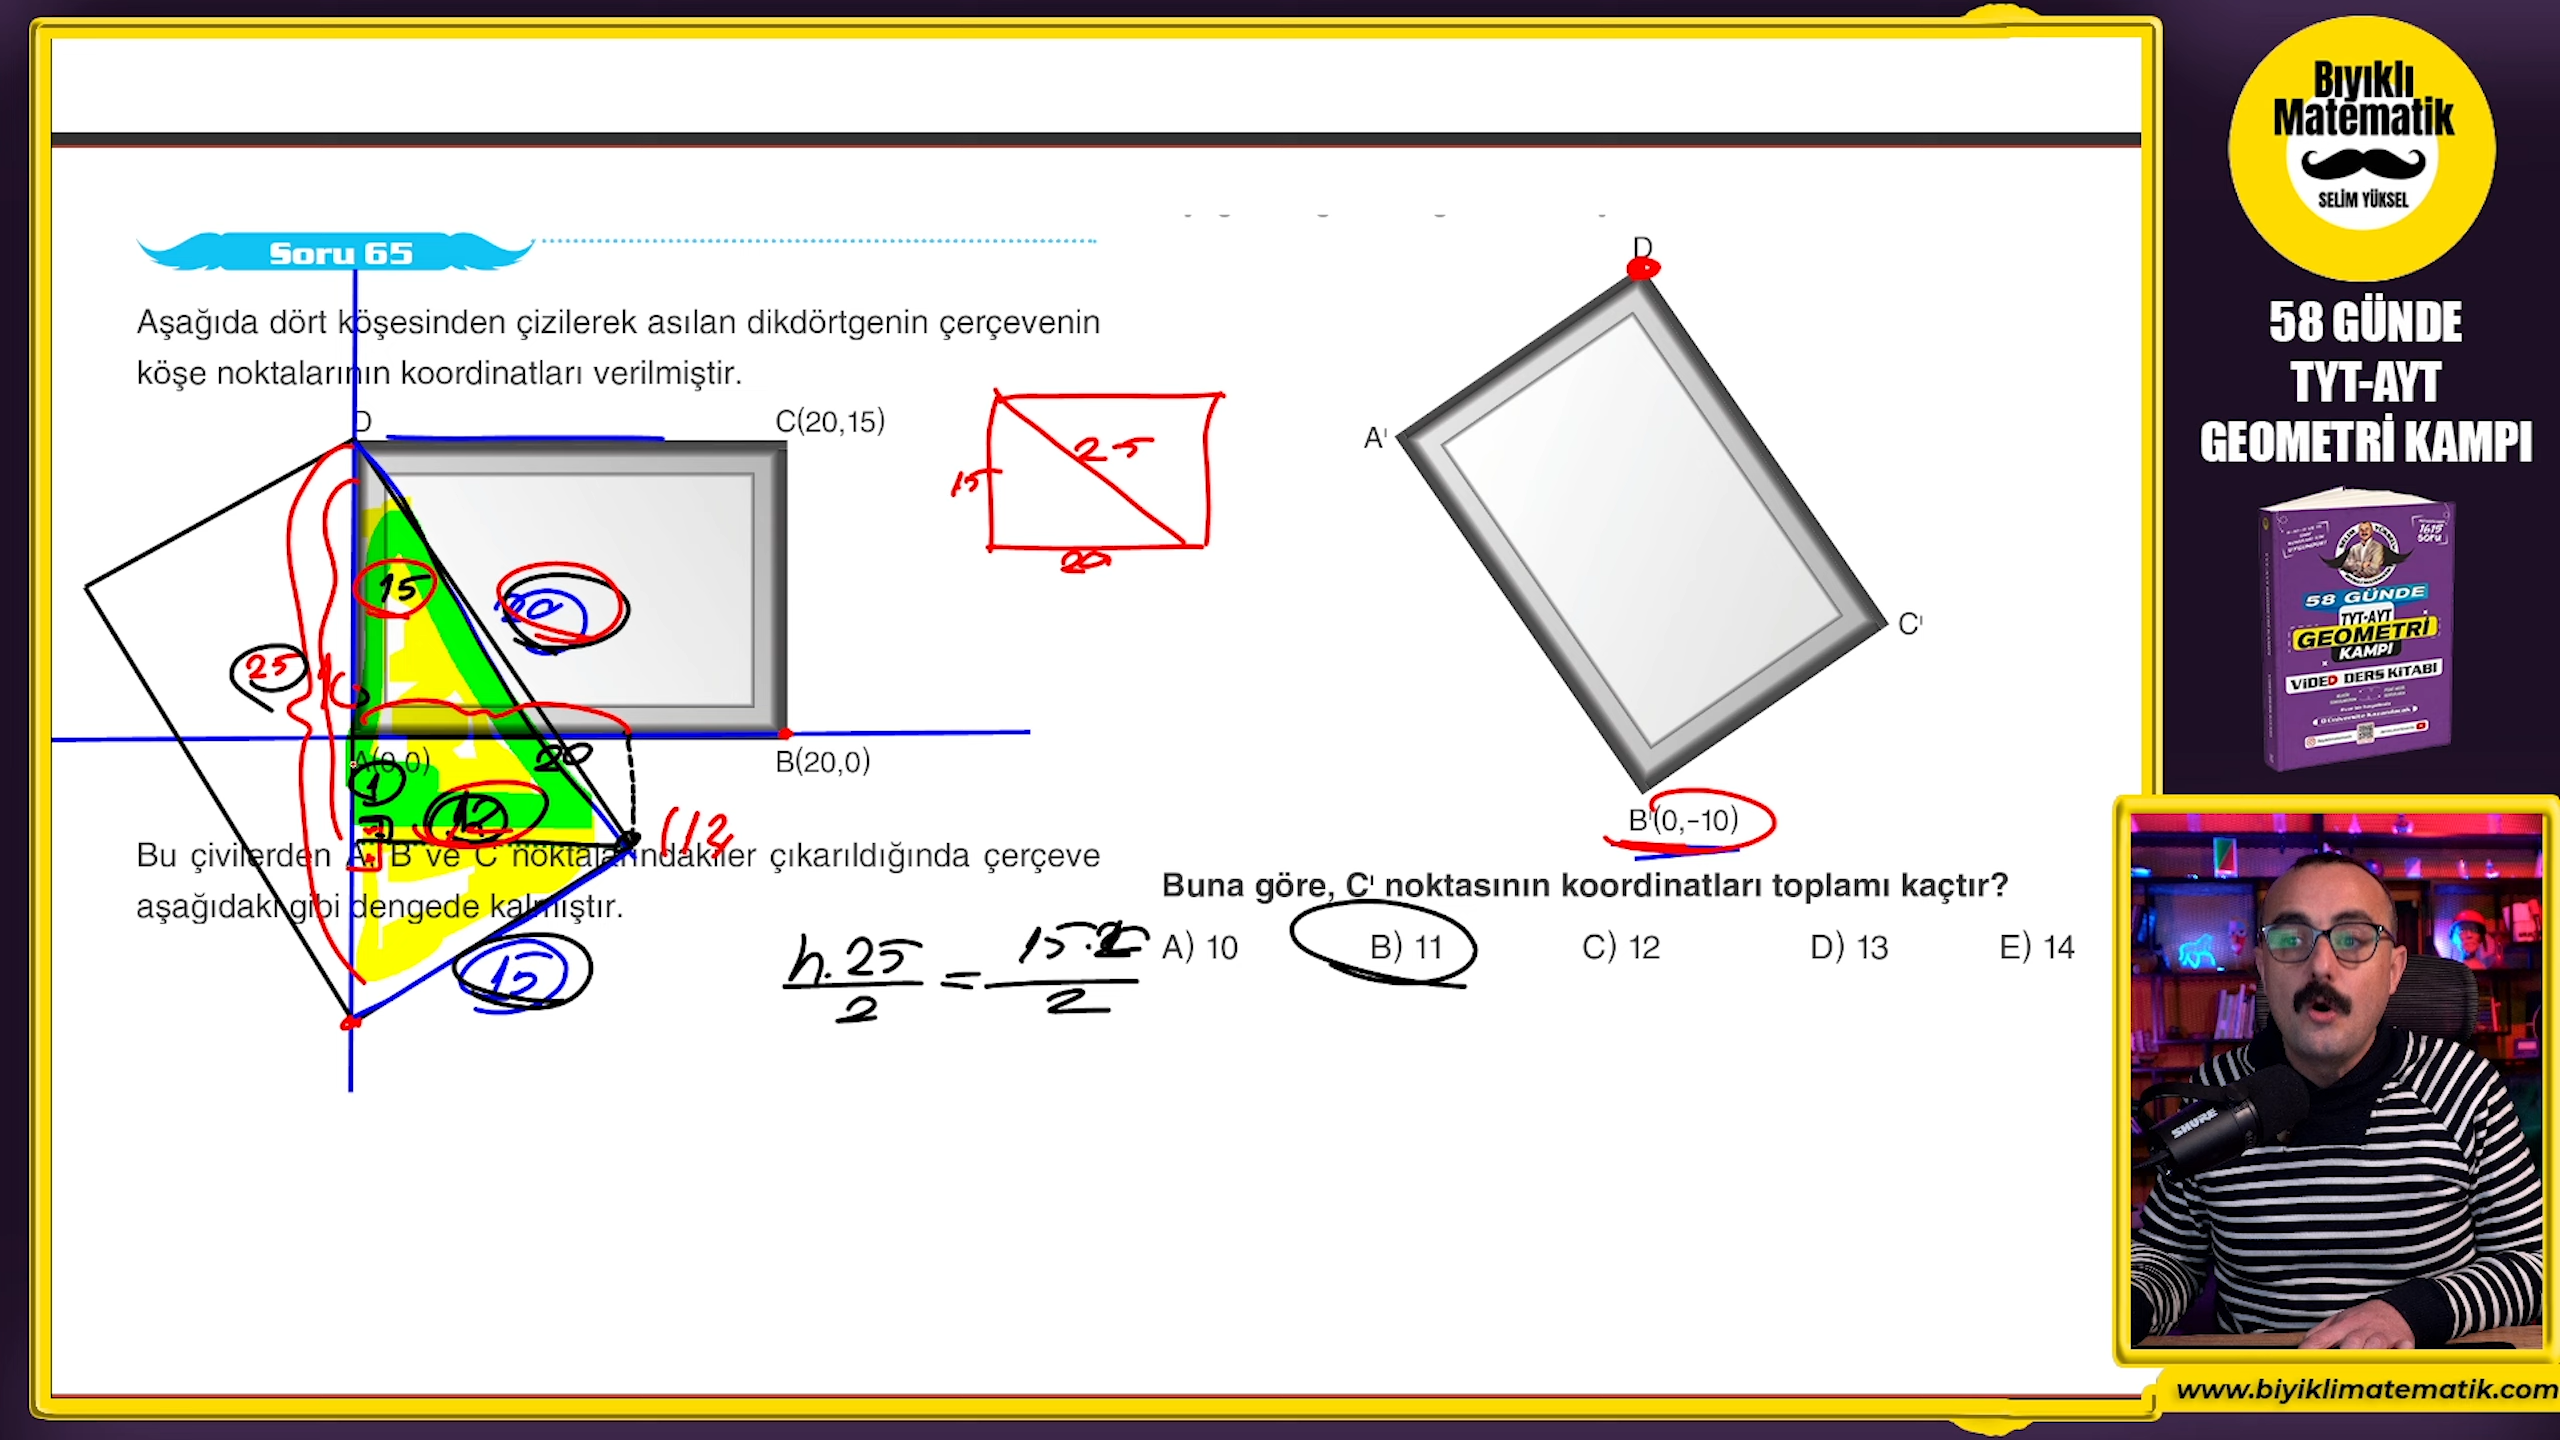 Soru 65
Aşağıda dört köşesinden çizilerek asılan dikdörtgenin çerçevenin
köşe noktalarının koordinatları verilmiştir.
D
C(20,15)
15
20
25
A(0,0)
20
B(20,0)
1
12
(12
Bu çivilerden A, B ve C noktalarındakiler çıkarıldığında çerçeve
aşağıdaki gibi dengede kalmıştır.
15
h.25
2
=
2
25
15
20
D
A'
C'
B'(0,-10)
Buna göre, C' noktasının koordinatları toplamı kaçtır?
A) 10 B) 11 C) 12 D) 13 E) 14
Bıyıklı
Matematik
SELİM YÜKSEL
58 GÜNDE
TYT-AYT
GEOMETRİ KAMPI
1615
SORU
58 GÜNDE
TYT-AYT
GEOMETRİ
KAMPI
VİDEO DERS KİTABI
SHURE
www.biyiklimatematik.com